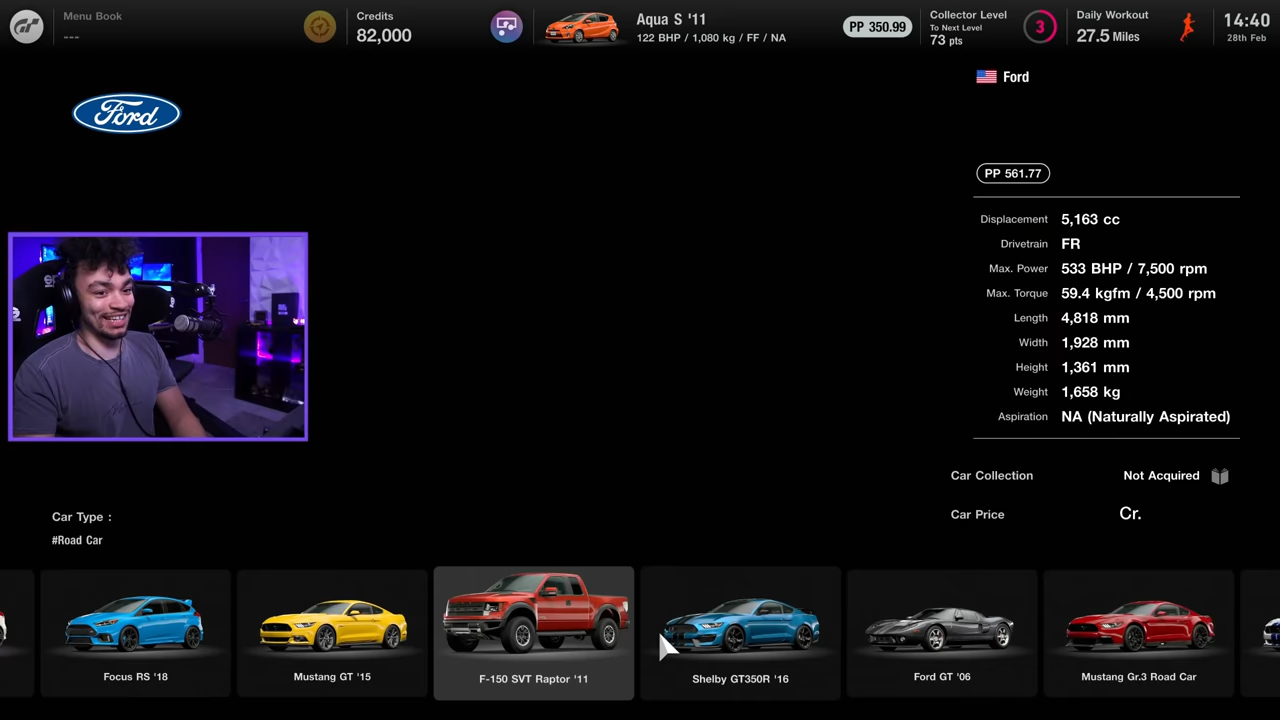 GT
Menu Book
---
Credits
82,000
Aqua S '11
122 BHP / 1,080 kg / FF / NA
PP 350.99
Collector Level
To Next Level
73 pts
3
Daily Workout
27.5 Miles
14:40
28th Feb
Ford
Ford
PP 561.77
Displacement 5,163 cc
Drivetrain FR
Max. Power 533 BHP / 7,500 rpm
Max. Torque 59.4 kgfm / 4,500 rpm
Length 4,818 mm
Width 1,928 mm
Height 1,361 mm
Weight 1,658 kg
Aspiration NA (Naturally Aspirated)
Car Collection Not Acquired
Car Price Cr.
Car Type :
#Road Car
Focus RS '18
Mustang GT '15
F-150 SVT Raptor '11
Shelby GT350R '16
Ford GT '06
Mustang Gr.3 Road Car